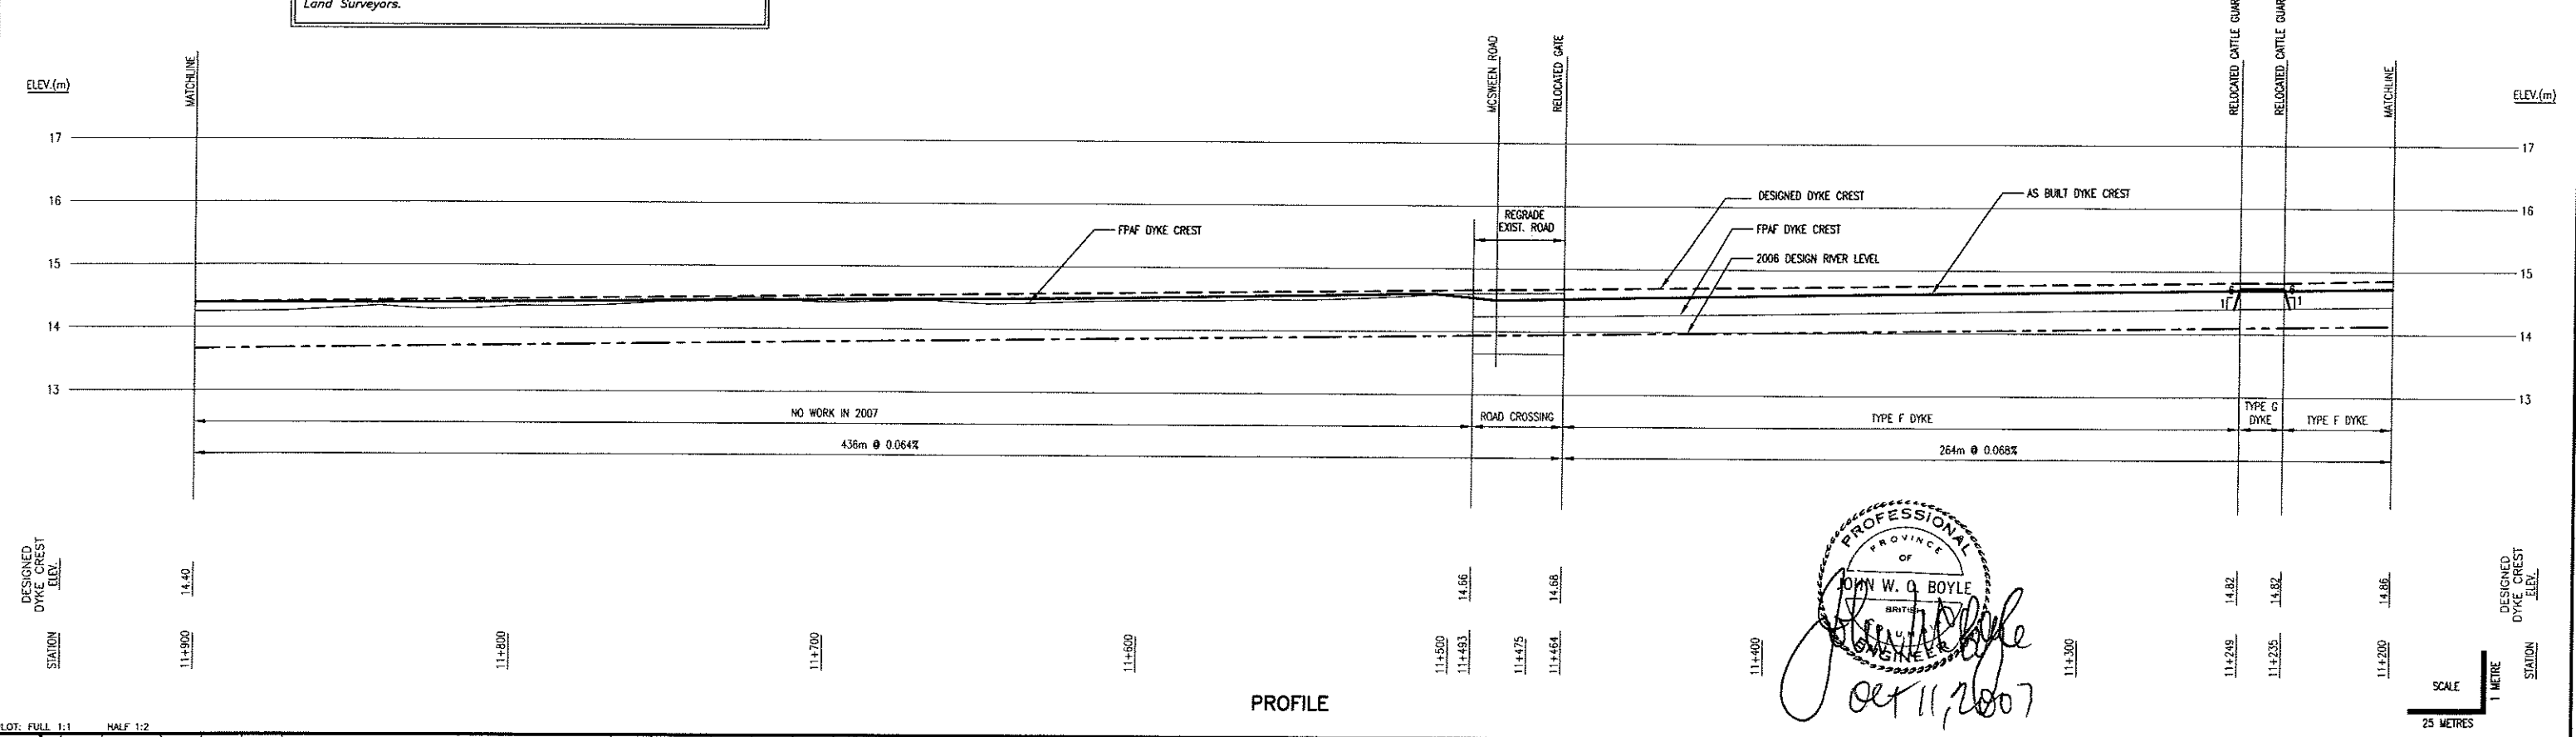 Land Surveyors.
ELEV.(m)
MATCHLINE
MCSWEEN ROAD
RELOCATED GATE
RELOCATED CATTLE GUAR
RELOCATED CATTLE GUAR
MATCHLINE
ELEV.(m)
17
17
16
16
15
15
14
14
13
13
FPAF DYKE CREST
REGRADE
EXIST. ROAD
DESIGNED DYKE CREST
AS BUILT DYKE CREST
FPAF DYKE CREST
2006 DESIGN RIVER LEVEL
6
6
1
1
NO WORK IN 2007
ROAD CROSSING
TYPE F DYKE
TYPE G
DYKE
TYPE F DYKE
436m @ 0.064%
264m @ 0.068%
DESIGNED
DYKE CREST
ELEV.
14.40
14.66
14.68
14.82
14.82
14.86
DESIGNED
DYKE CREST
ELEV.
STATION
11+900
11+800
11+700
11+600
11+500
11+493
11+475
11+464
11+400
11+300
11+249
11+235
11+200
STATION
PROFESSIONAL
PROVINCE
OF
JOHN W. O. BOYLE
BRITISH
ENGINEER
Oct 11, 2007
PROFILE
SCALE
1 METRE
25 METRES
LOT: FULL 1:1 HALF 1:2